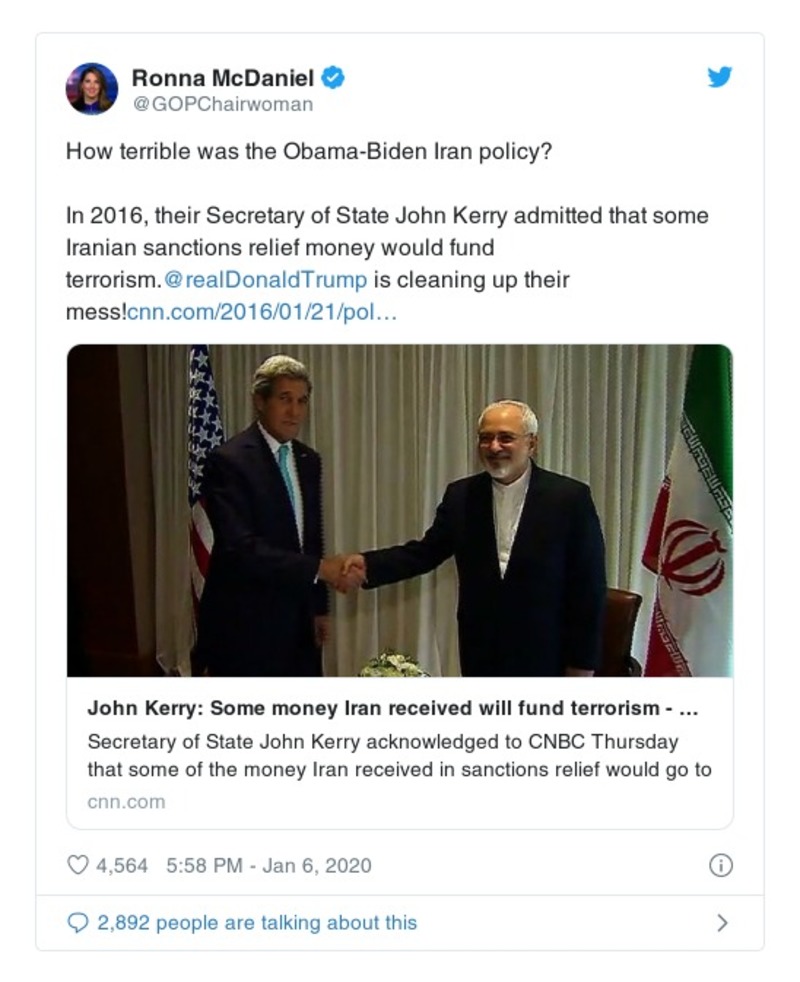 Ronna McDaniel
@GOPChairwoman
How terrible was the Obama-Biden Iran policy?
In 2016, their Secretary of State John Kerry admitted that some
Iranian sanctions relief money would fund
terrorism.@realDonaldTrump is cleaning up their
mess!cnn.com/2016/01/21/pol…
John Kerry: Some money Iran received will fund terrorism - …
Secretary of State John Kerry acknowledged to CNBC Thursday
that some of the money Iran received in sanctions relief would go to
cnn.com
4,564 5:58 PM - Jan 6, 2020
2,892 people are talking about this